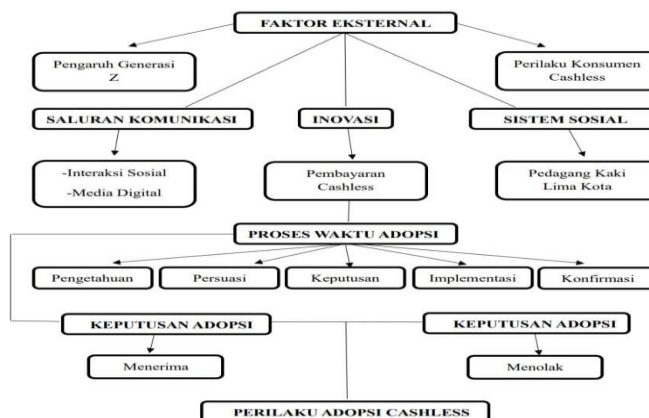 FAKTOR EKSTERNAL
Pengaruh Generasi
Z
Perilaku Konsumen
Cashless
SALURAN KOMUNIKASI
INOVASI
SISTEM SOSIAL
-Interaksi Sosial
-Media Digital
Pembayaran
Cashless
Pedagang Kaki
Lima Kota
PROSES WAKTU ADOPSI
Pengetahuan
Persuasi
Keputusan
Implementasi
Konfirmasi
KEPUTUSAN ADOPSI
KEPUTUSAN ADOPSI
Menerima
Menolak
PERILAKU ADOPSI CASHLESS